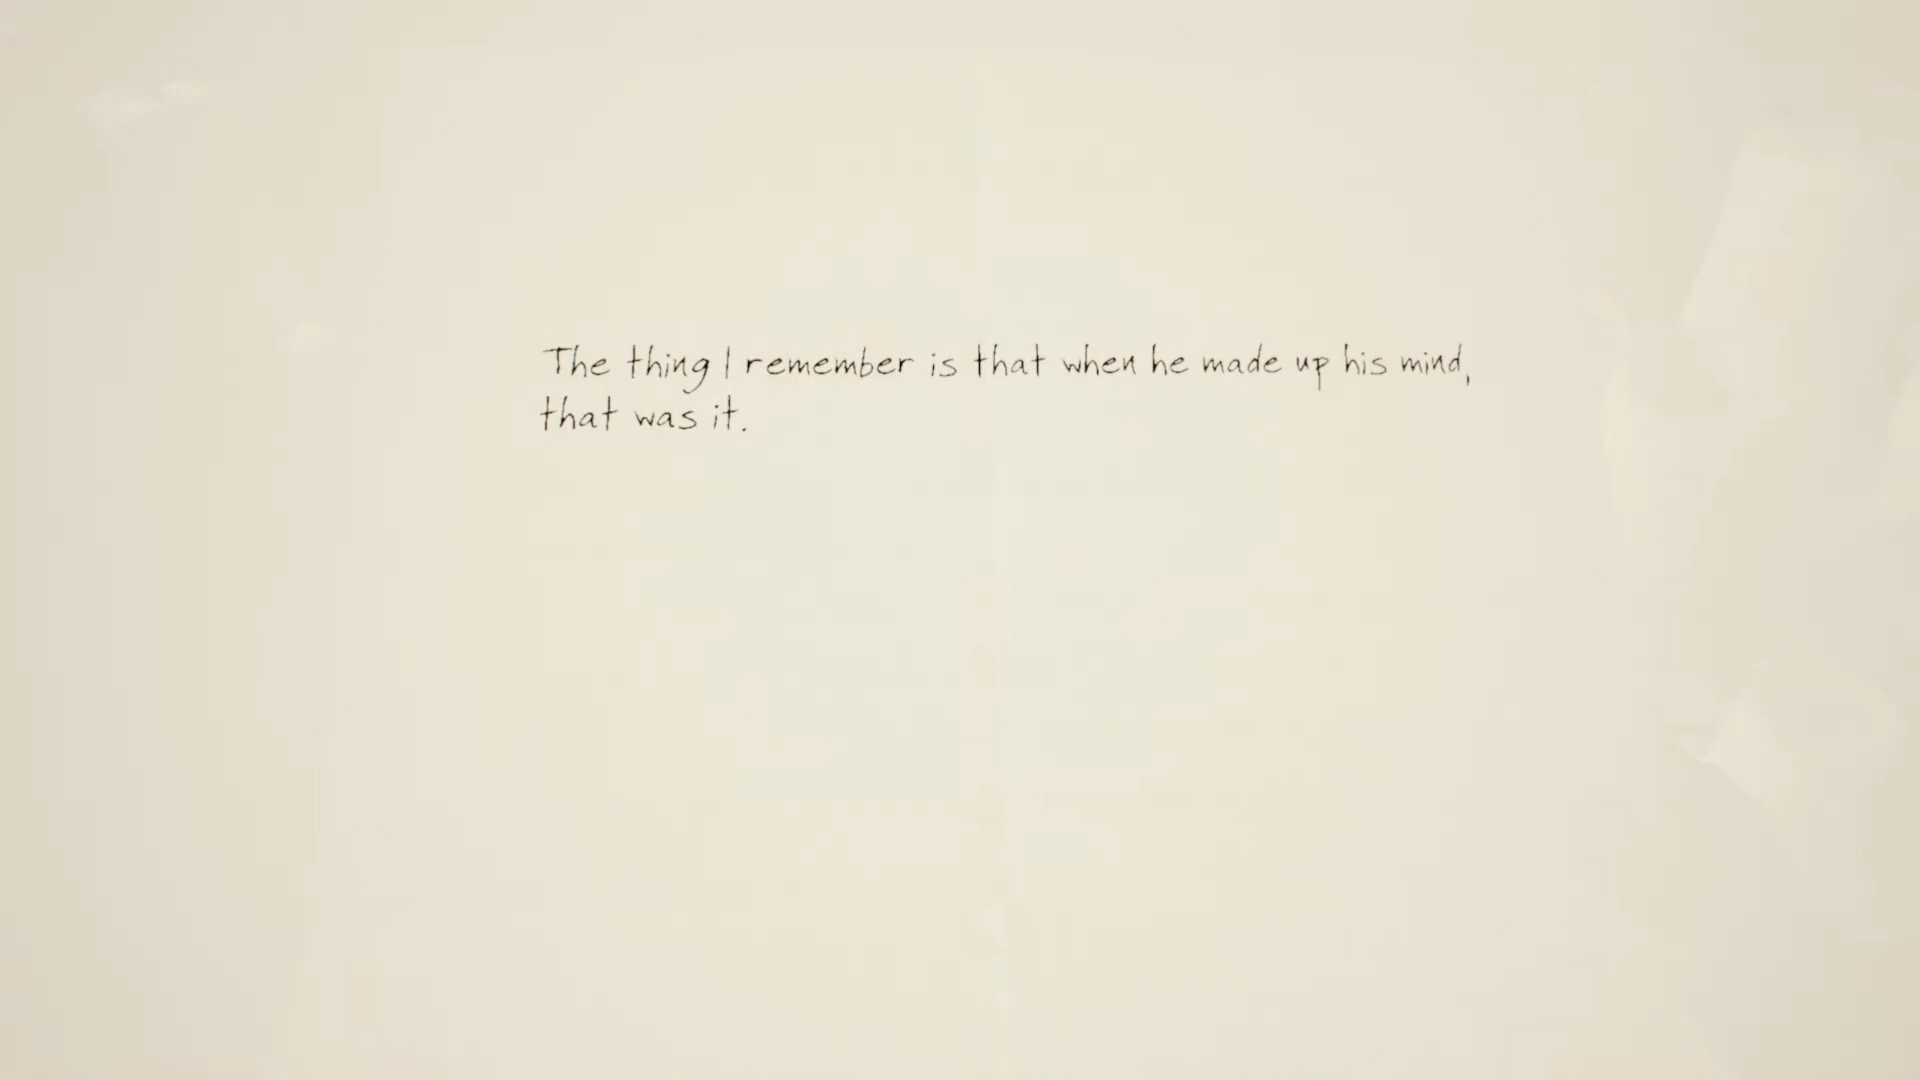 The thing I remember is that when he made up his mind,
that was it.